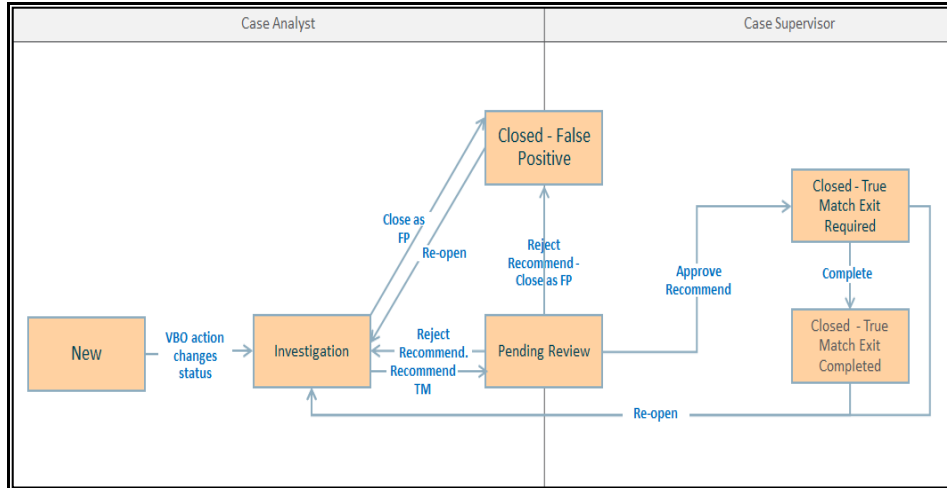 Case Analyst
Case Supervisor
Closed - False
Positive
Closed - True
Match Exit
Required
Close as
FP
Re-open
Reject
Recommend -
Close as FP
Approve
Recommend
Complete
New
VBO action
changes
status
Investigation
Reject
Recommend.
Recommend
TM
Pending Review
Closed - True
Match Exit
Completed
Re-open